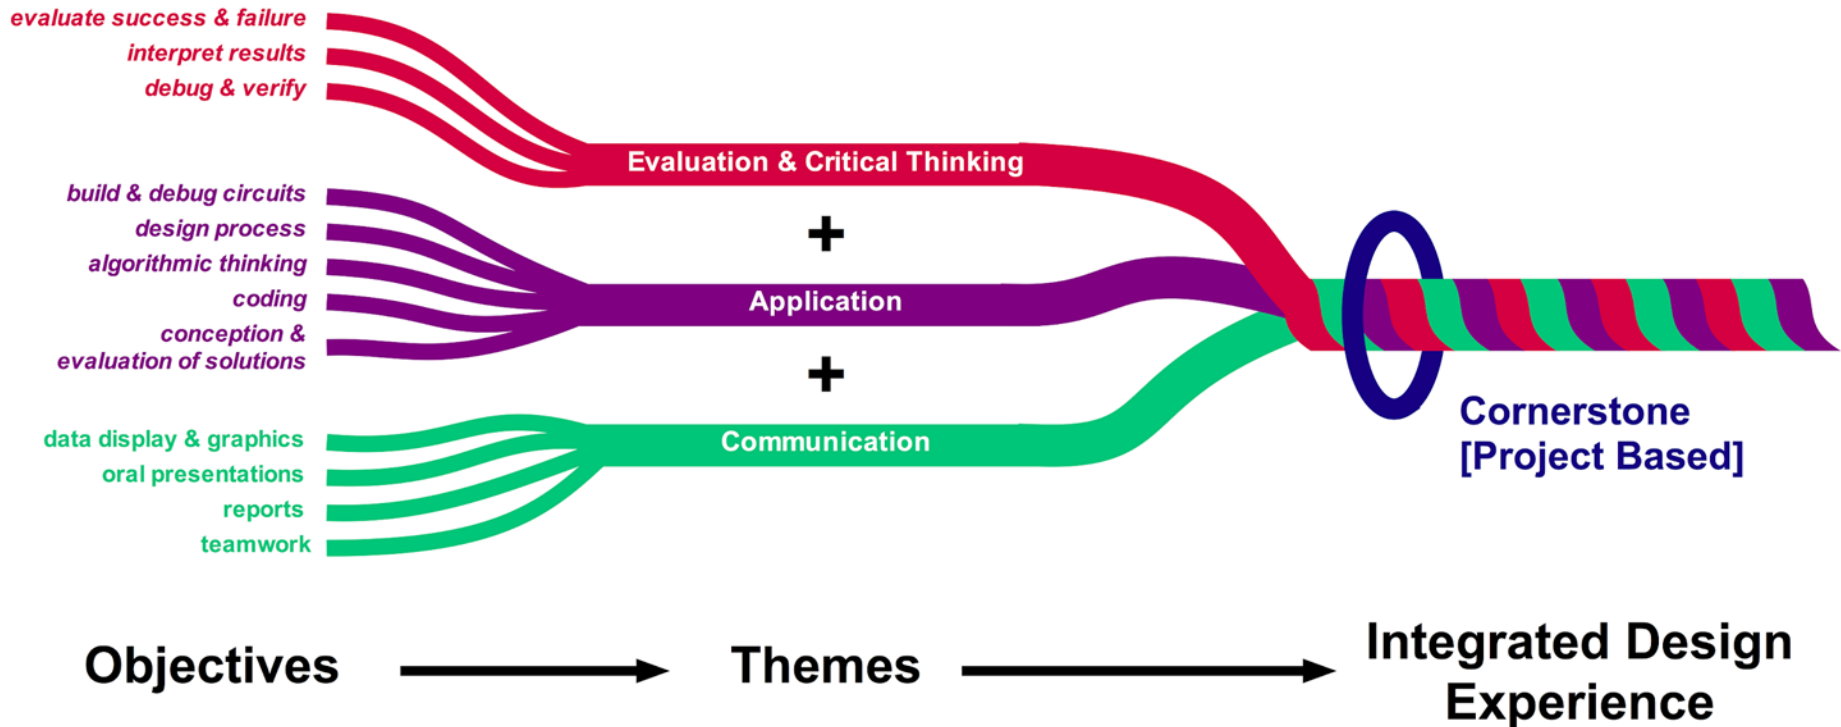 evaluate success & failure
interpret results
debug & verify
Evaluation & Critical Thinking
+
build & debug circuits
design process
algorithmic thinking
coding
conception &
evaluation of solutions
Application
+
data display & graphics
oral presentations
reports
teamwork
Communication
Cornerstone
[Project Based]
Objectives
Themes
Integrated Design
Experience